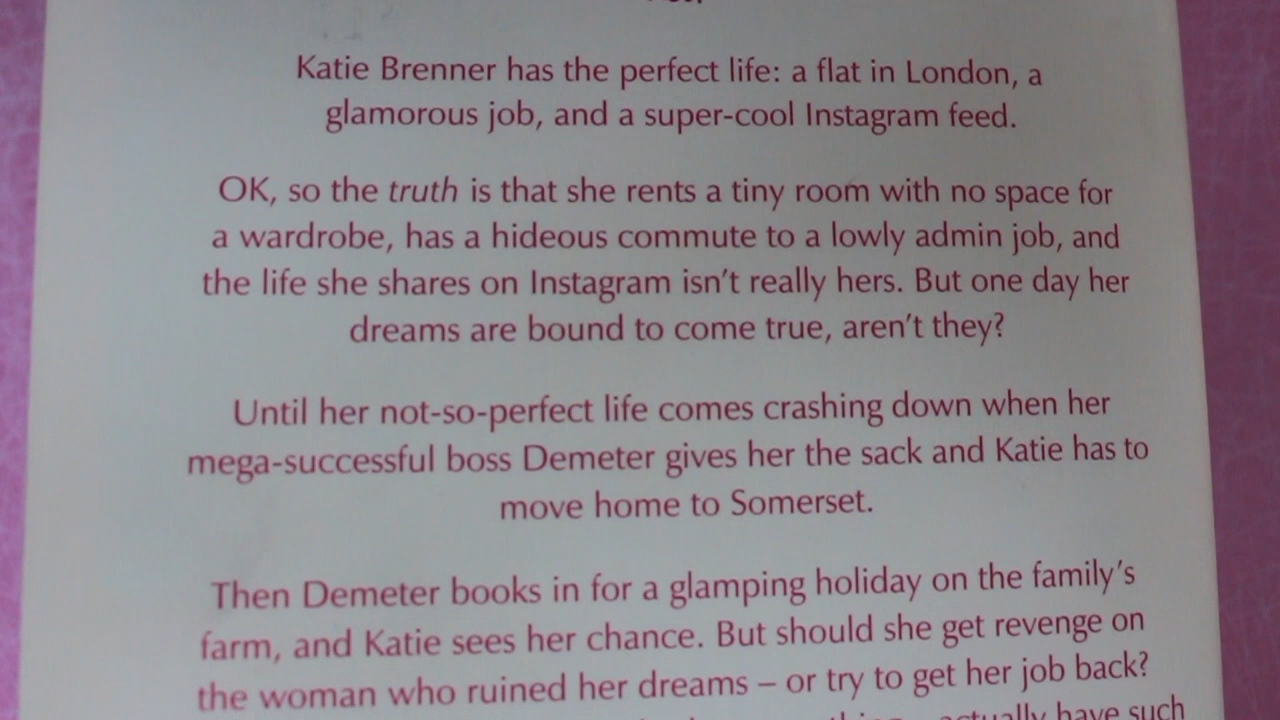 Katie Brenner has the perfect life: a flat in London, a
glamorous job, and a super-cool Instagram feed.
OK, so the truth is that she rents a tiny room with no space for
a wardrobe, has a hideous commute to a lowly admin job, and
the life she shares on Instagram isn't really hers. But one day her
dreams are bound to come true, aren't they?
Until her not-so-perfect life comes crashing down when her
mega-successful boss Demeter gives her the sack and Katie has to
move home to Somerset.
Then Demeter books in for a glamping holiday on the family's
farm, and Katie sees her chance. But should she get revenge on
the woman who ruined her dreams – or try to get her job back?
actually have such